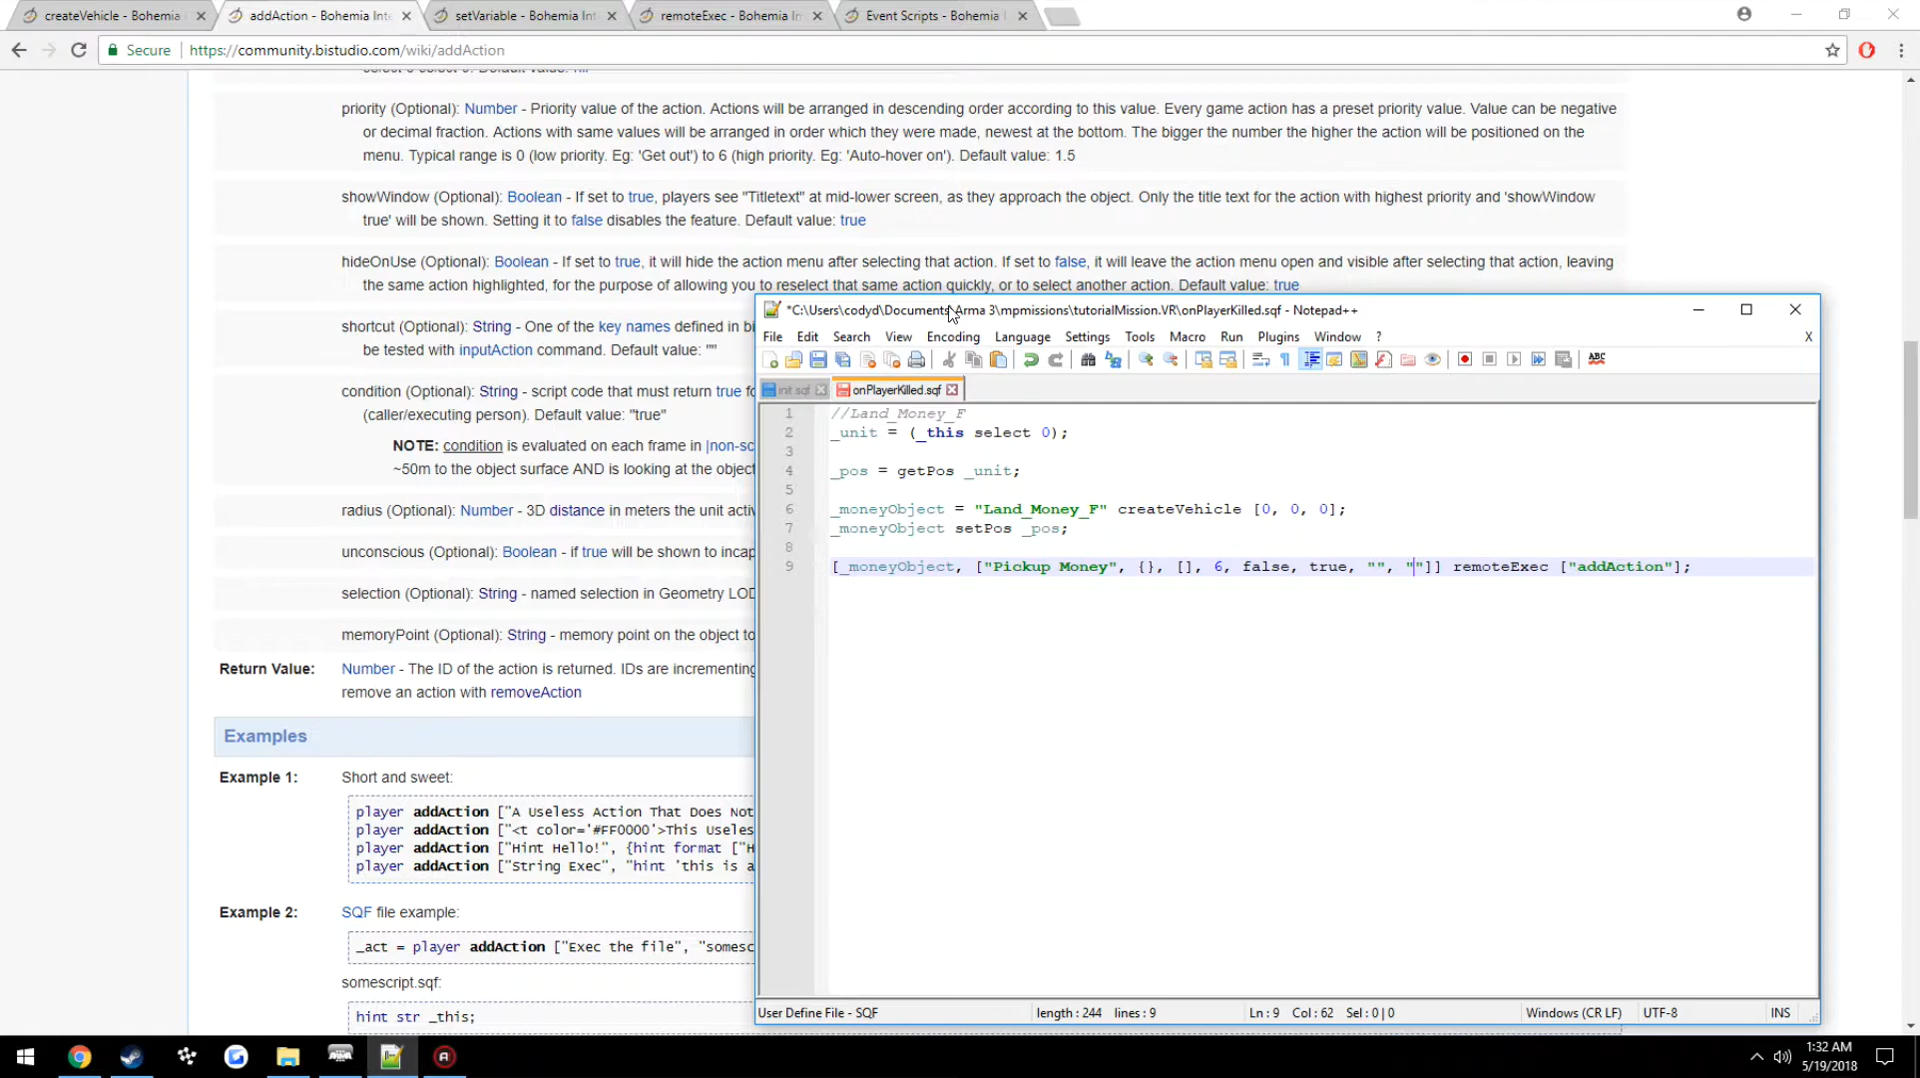 createVehicle - Bohemia
addAction - Bohemia Inte
setVariable - Bohemia Int
remoteExec - Bohemia In
Event Scripts - Bohemia I
Secure
https://community.bistudio.com/wiki/addAction
priority (Optional): Number - Priority value of the action. Actions will be arranged in descending order according to this value. Every game action has a preset priority value. Value can be negative
or decimal fraction. Actions with same values will be arranged in order which they were made, newest at the bottom. The bigger the number the higher the action will be positioned on the
menu. Typical range is 0 (low priority. Eg: 'Get out') to 6 (high priority. Eg: 'Auto-hover on'). Default value: 1.5
showWindow (Optional): Boolean - If set to true, players see "Titletext" at mid-lower screen, as they approach the object. Only the title text for the action with highest priority and 'showWindow
true' will be shown. Setting it to false disables the feature. Default value: true
hideOnUse (Optional): Boolean - If set to true, it will hide the action menu after selecting that action. If set to false, it will leave the action menu open and visible after selecting that action, leaving
the same action highlighted, for the purpose of allowing you to reselect that same action quickly, or to select another action. Default value: true
shortcut (Optional): String - One of the key names defined in bi
be tested with inputAction command. Default value: ""
condition (Optional): String - script code that must return true fo
(caller/executing person). Default value: "true"
NOTE: condition is evaluated on each frame in |non-sc
~50m to the object surface AND is looking at the object
radius (Optional): Number - 3D distance in meters the unit activ
unconscious (Optional): Boolean - if true will be shown to incap
selection (Optional): String - named selection in Geometry LOD
memoryPoint (Optional): String - memory point on the object to
Return Value:
Number - The ID of the action is returned. IDs are incrementing
remove an action with removeAction
Examples
Example 1:
Short and sweet:
player addAction ["A Useless Action That Does Not
player addAction ["<t color='#FF0000'>This Useles
player addAction ["Hint Hello!", {hint format ["H
player addAction ["String Exec", "hint 'this is a
Example 2:
SQF file example:
_act = player addAction ["Exec the file", "somesc
somescript.sqf:
hint str _this;
*C:\Users\codyd\Documents\Arma 3\mpmissions\tutorialMission.VR\onPlayerKilled.sqf - Notepad++
File Edit Search View Encoding Language Settings Tools Macro Run Plugins Window ?
X
init.sqf
onPlayerKilled.sqf
1 //Land_Money_F
2 _unit = (_this select 0);
3
4 _pos = getPos _unit;
5
6 _moneyObject = "Land_Money_F" createVehicle [0, 0, 0];
7 _moneyObject setPos _pos;
8
9 [_moneyObject, ["Pickup Money", {}, [], 6, false, true, "", ""]] remoteExec ["addAction"];
User Define File - SQF
length : 244 lines : 9
Ln : 9 Col : 62 Sel : 0 | 0
Windows (CR LF)
UTF-8
INS
1:32 AM
5/19/2018